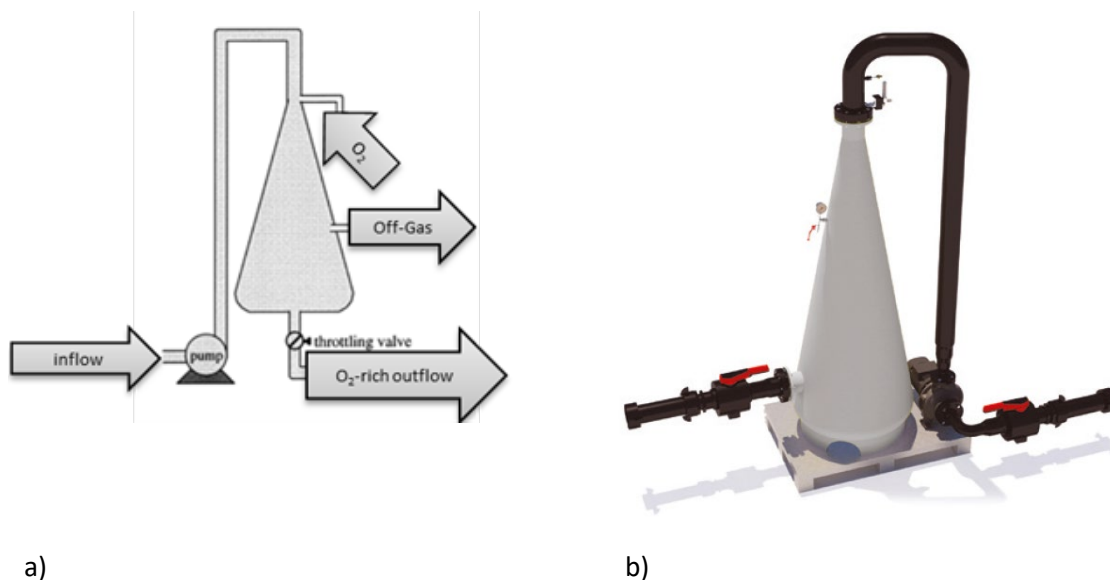 O₂
Off-Gas
inflow
pump
throttling valve
O₂-rich outflow
a)
b)